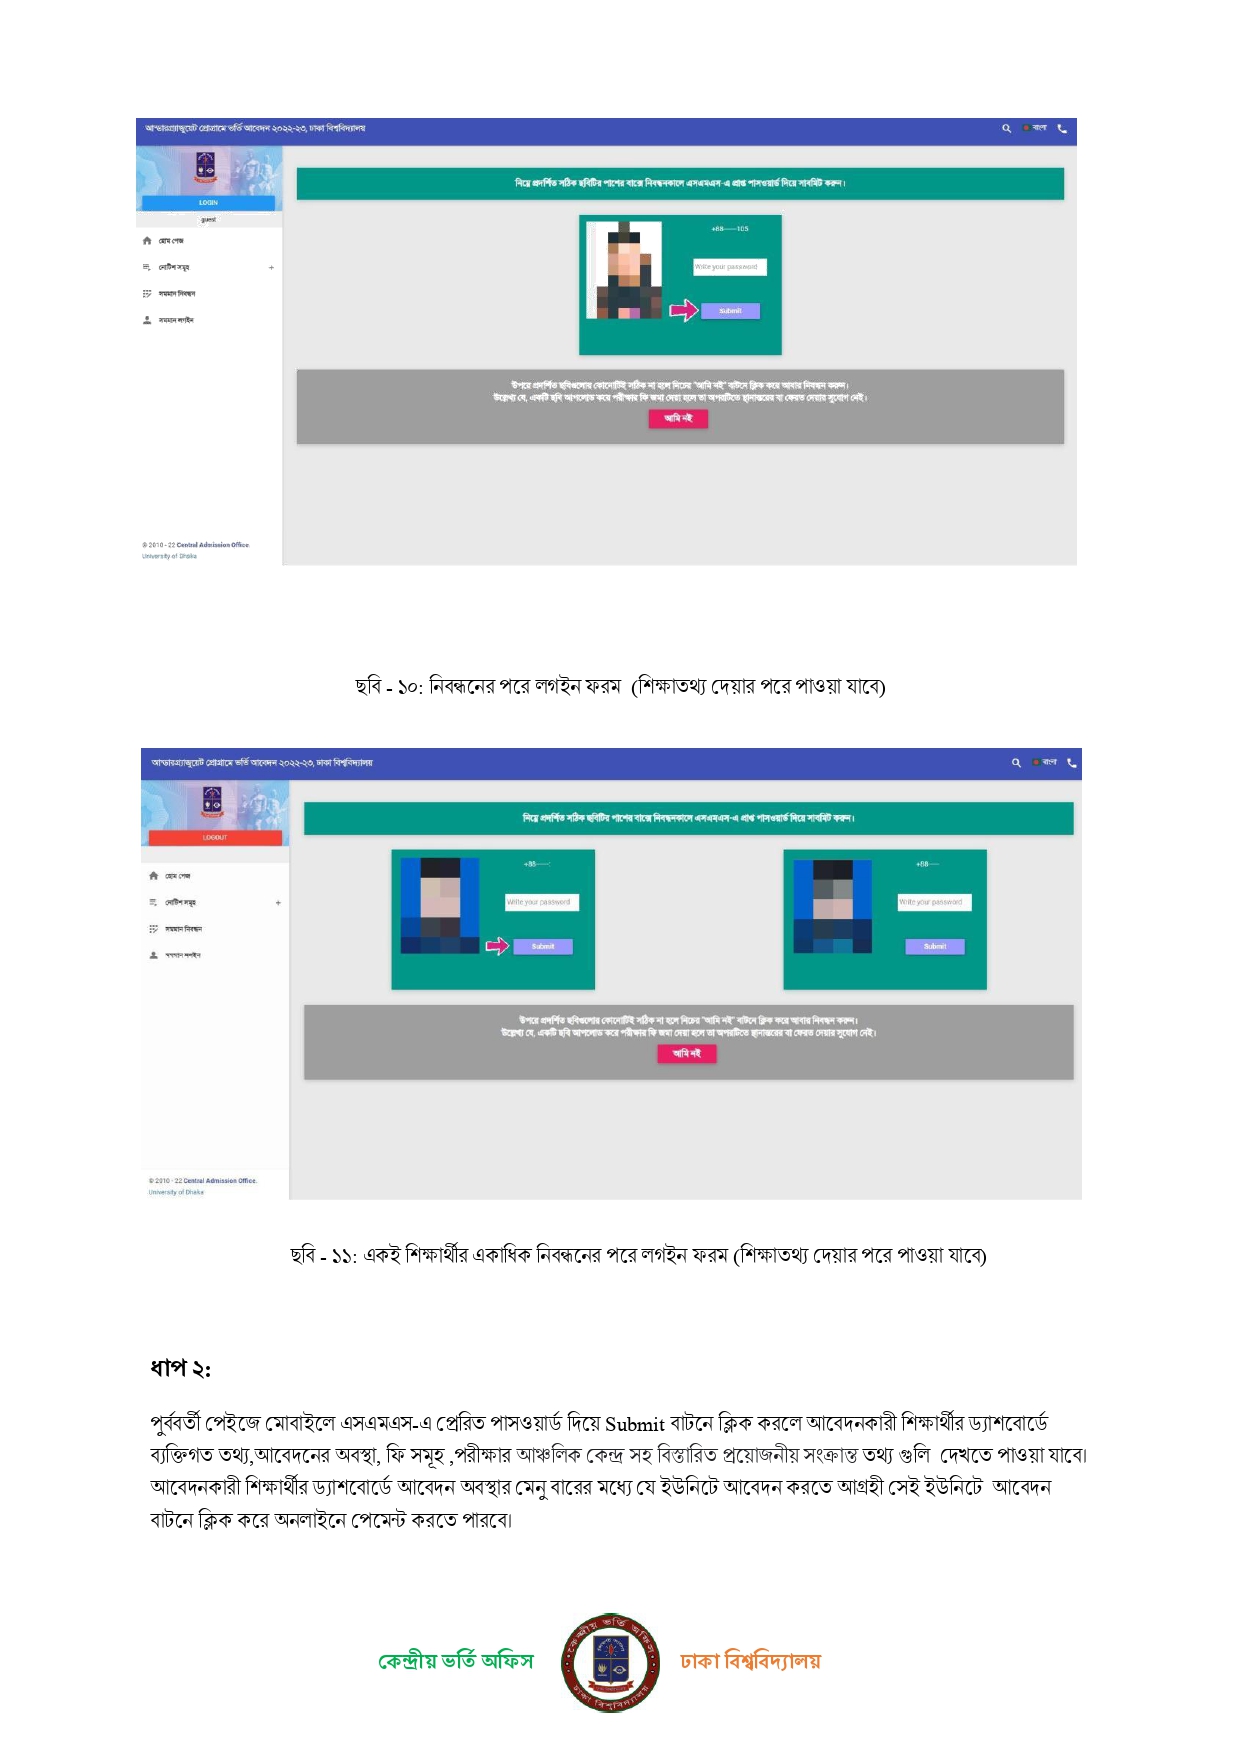 আন্ডারগ্র্যাজুয়েট প্রোগ্রামে ভর্তি আবেদন ২০২২-২৩, ঢাকা বিশ্ববিদ্যালয়
বাংলা
LOGIN
guest
হোম পেজ
নোটিশ সমূহ +
সমমান নিবন্ধন
সমমান লগইন
নিম্নে প্রদর্শিত সঠিক ছবিটির পাশের বাক্সে নিবন্ধনকালে এসএমএস-এ প্রাপ্ত পাসওয়ার্ড দিয়ে সাবমিট করুন।
+88-----105
Write your password
Submit
উপরে প্রদর্শিত ছবিগুলোর কোনোটিই সঠিক না হলে নিচের "আমি নই" বাটনে ক্লিক করে আবার নিবন্ধন করুন।
উল্লেখ্য যে, একটি ছবি আপলোড করে পরীক্ষার ফি জমা দেয়া হলে তা অপরটিতে স্থানান্তরের বা ফেরত দেয়ার সুযোগ নেই।
আমি নই
© 2010 - 22 Central Admission Office.
University of Dhaka
ছবি - ১০: নিবন্ধনের পরে লগইন ফরম (শিক্ষাতথ্য দেয়ার পরে পাওয়া যাবে)
আন্ডারগ্র্যাজুয়েট প্রোগ্রামে ভর্তি আবেদন ২০২২-২৩, ঢাকা বিশ্ববিদ্যালয়
বাংলা
LOGOUT
হোম পেজ
নোটিশ সমূহ +
সমমান নিবন্ধন
সমমান লগইন
নিম্নে প্রদর্শিত সঠিক ছবিটির পাশের বাক্সে নিবন্ধনকালে এসএমএস-এ প্রাপ্ত পাসওয়ার্ড দিয়ে সাবমিট করুন।
+88-----
Write your password
Submit
+88-----
Write your password
Submit
উপরে প্রদর্শিত ছবিগুলোর কোনোটিই সঠিক না হলে নিচের "আমি নই" বাটনে ক্লিক করে আবার নিবন্ধন করুন।
উল্লেখ্য যে, একটি ছবি আপলোড করে পরীক্ষার ফি জমা দেয়া হলে তা অপরটিতে স্থানান্তরের বা ফেরত দেয়ার সুযোগ নেই।
আমি নই
© 2010 - 22 Central Admission Office.
University of Dhaka
ছবি - ১১: একই শিক্ষার্থীর একাধিক নিবন্ধনের পরে লগইন ফরম (শিক্ষাতথ্য দেয়ার পরে পাওয়া যাবে)
ধাপ ২:
পূর্ববর্তী পেইজে মোবাইলে এসএমএস-এ প্রেরিত পাসওয়ার্ড দিয়ে Submit বাটনে ক্লিক করলে আবেদনকারী শিক্ষার্থীর ড্যাশবোর্ডে
ব্যক্তিগত তথ্য,আবেদনের অবস্থা, ফি সমূহ ,পরীক্ষার আঞ্চলিক কেন্দ্র সহ বিস্তারিত প্রয়োজনীয় সংক্রান্ত তথ্য গুলি দেখতে পাওয়া যাবে।
আবেদনকারী শিক্ষার্থীর ড্যাশবোর্ডে আবেদন অবস্থার মেনু বারের মধ্যে যে ইউনিটে আবেদন করতে আগ্রহী সেই ইউনিটে আবেদন
বাটনে ক্লিক করে অনলাইনে পেমেন্ট করতে পারবে।
কেন্দ্রীয় ভর্তি অফিস
কেন্দ্রীয় ভর্তি অফিস
ঢাকা বিশ্ববিদ্যালয়
ঢাকা বিশ্ববিদ্যালয়